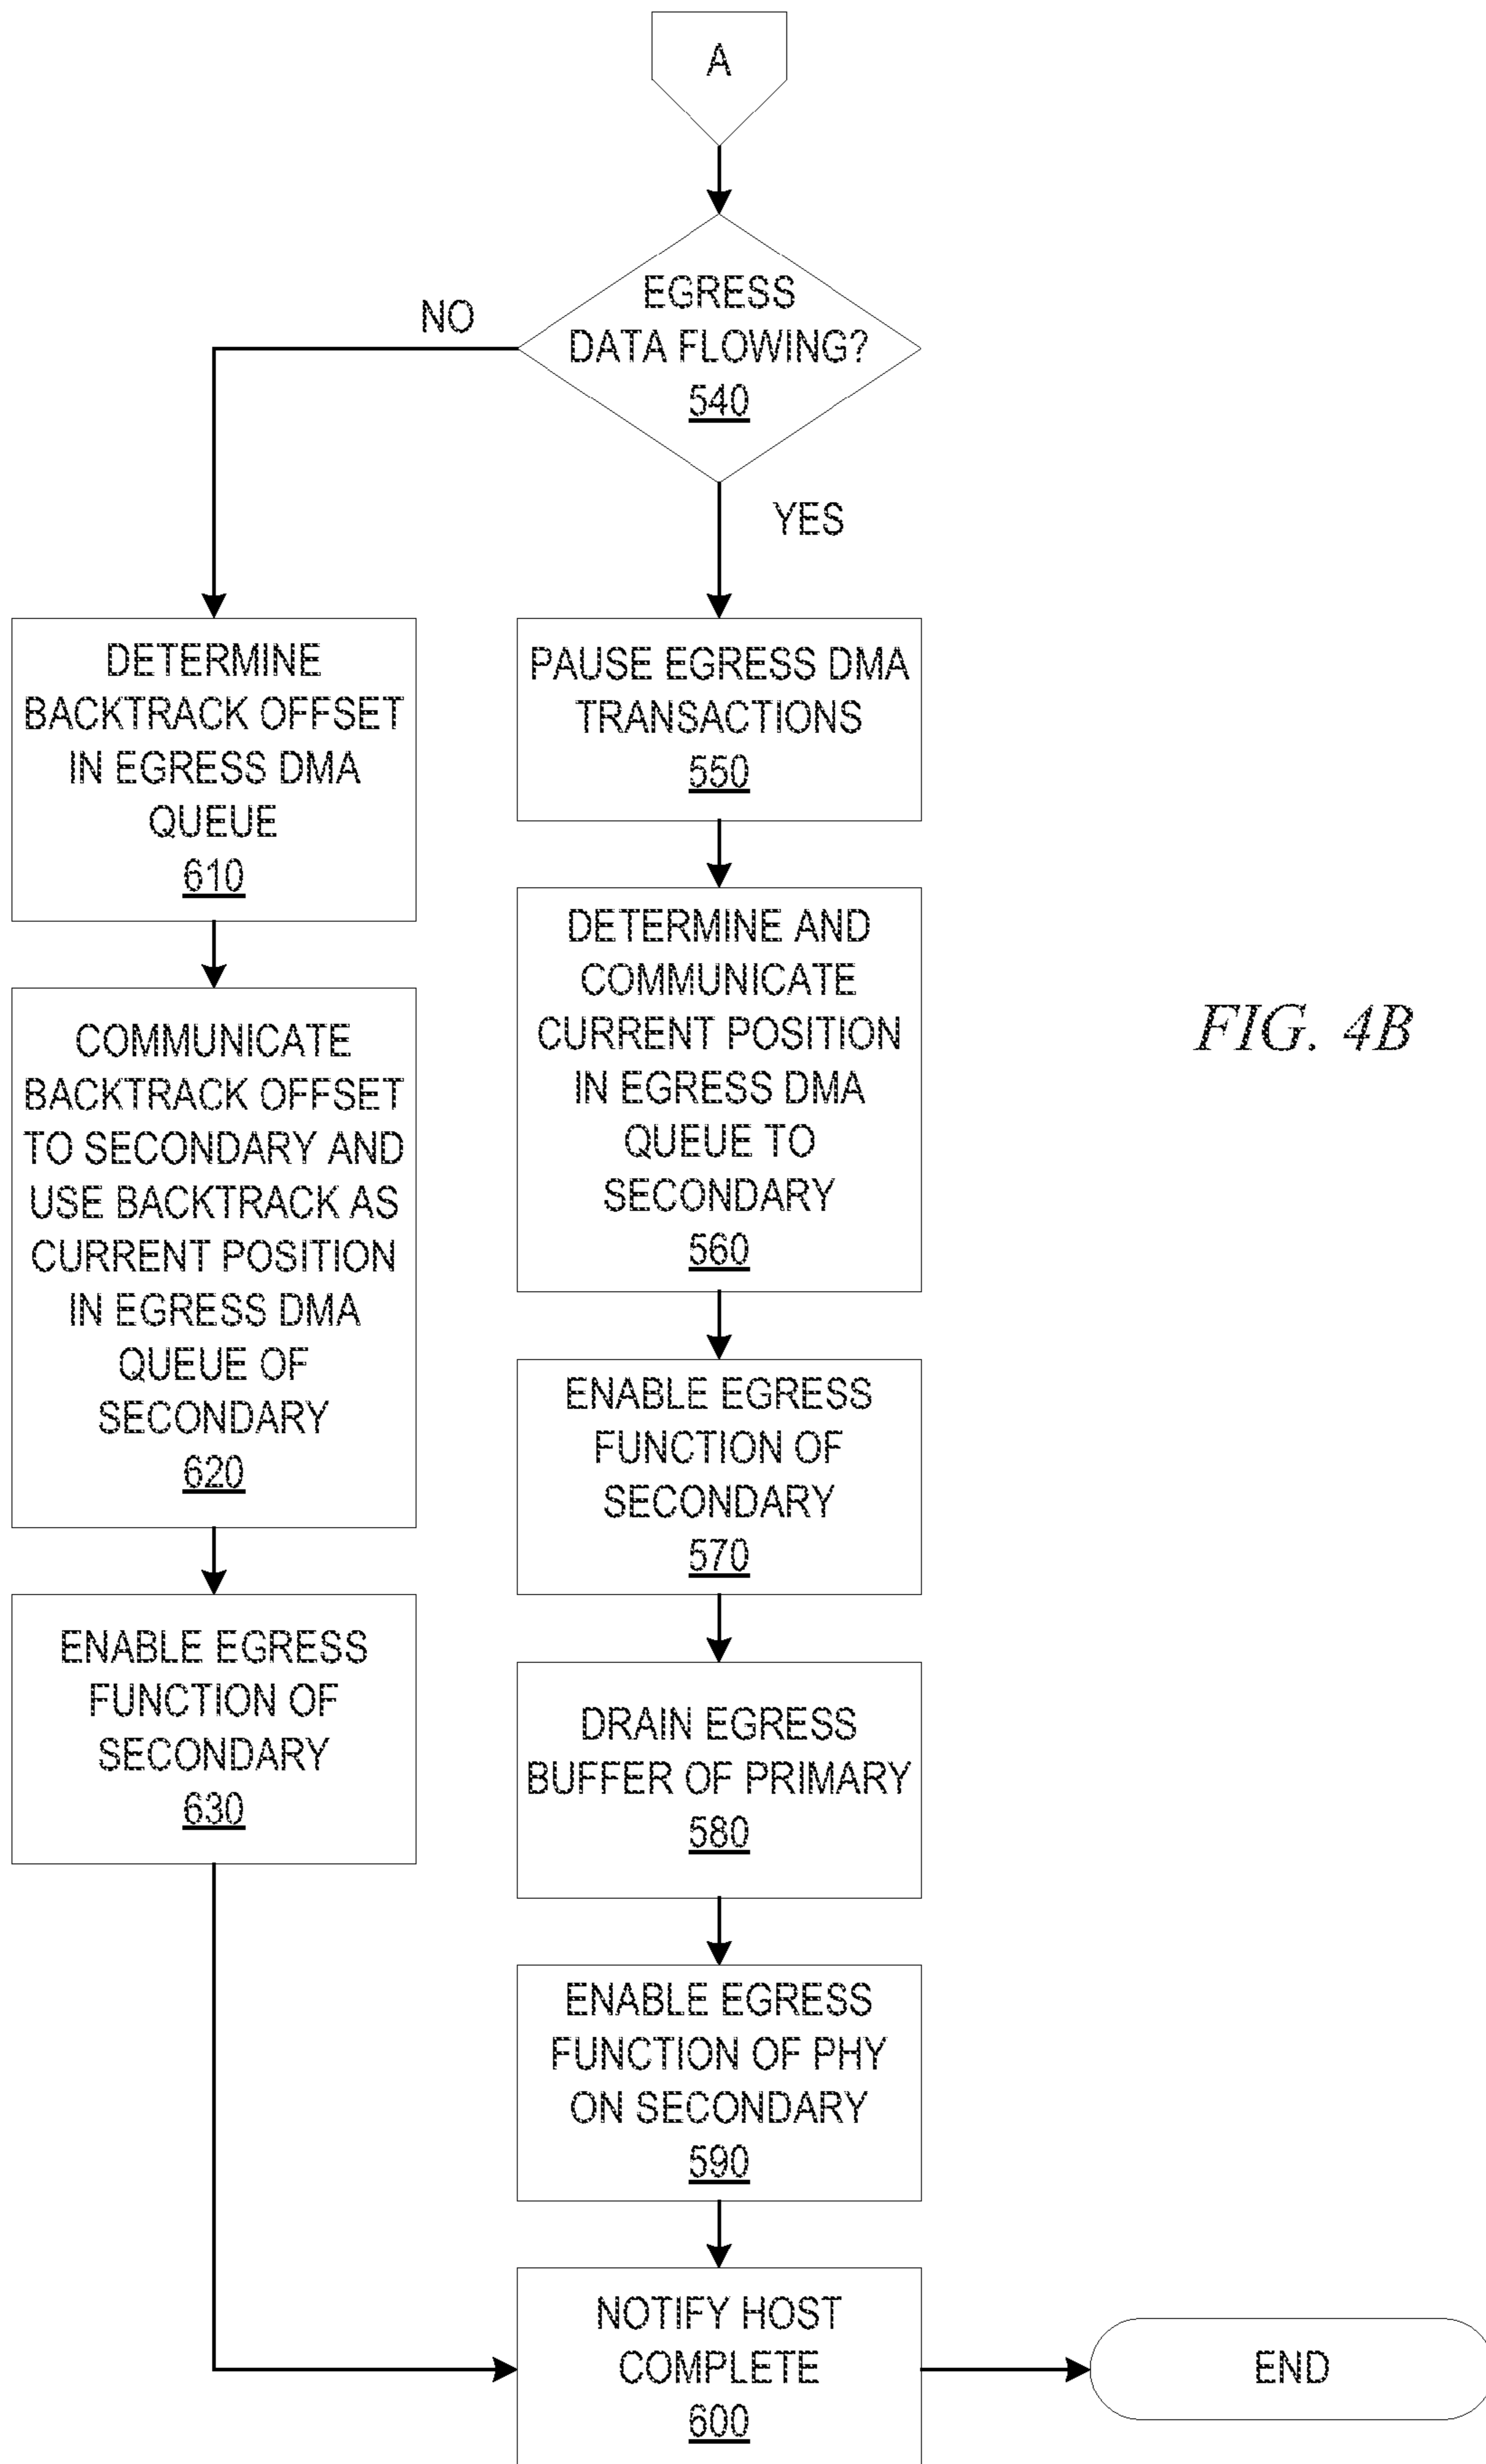 A
EGRESS
DATA FLOWING?
540
NO
YES
DETERMINE
BACKTRACK OFFSET
IN EGRESS DMA
QUEUE
610
COMMUNICATE
BACKTRACK OFFSET
TO SECONDARY AND
USE BACKTRACK AS
CURRENT POSITION
IN EGRESS DMA
QUEUE OF
SECONDARY
620
ENABLE EGRESS
FUNCTION OF
SECONDARY
630
PAUSE EGRESS DMA
TRANSACTIONS
550
DETERMINE AND
COMMUNICATE
CURRENT POSITION
IN EGRESS DMA
QUEUE TO
SECONDARY
560
ENABLE EGRESS
FUNCTION OF
SECONDARY
570
DRAIN EGRESS
BUFFER OF PRIMARY
580
ENABLE EGRESS
FUNCTION OF PHY
ON SECONDARY
590
NOTIFY HOST
COMPLETE
600
END
FIG. 4B